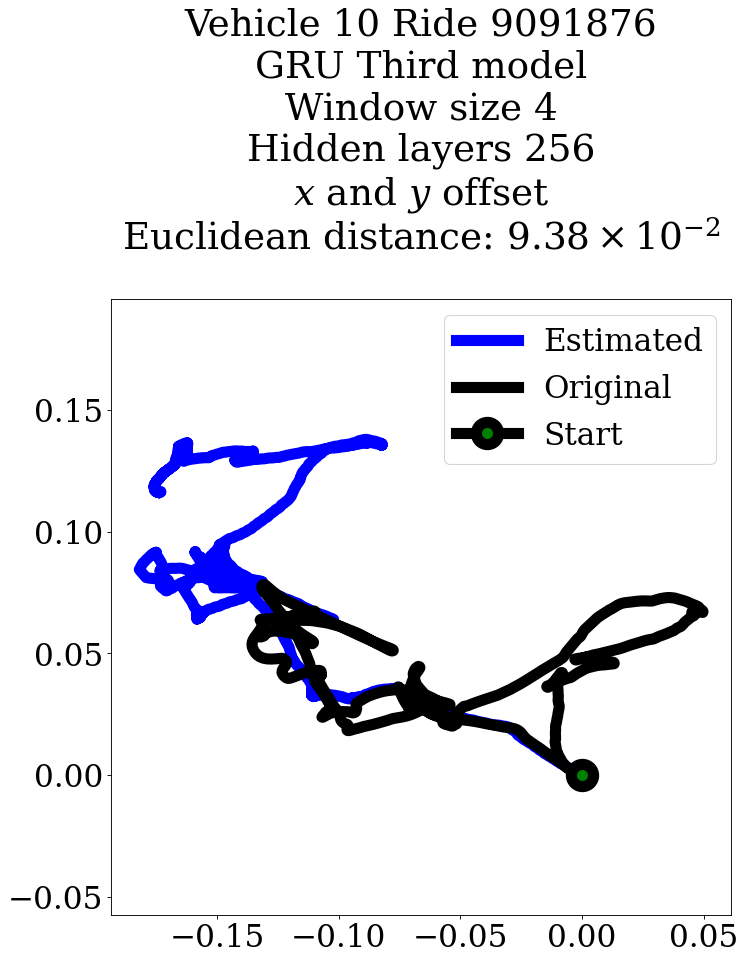 Vehicle 10 Ride 9091876
GRU Third model
Window size 4
Hidden layers 256
x and y offset
Euclidean distance: 9.38 × 10⁻²
Estimated
Original
Start
0.15
0.10
0.05
0.00
−0.05
−0.15 −0.10 −0.05 0.00 0.05